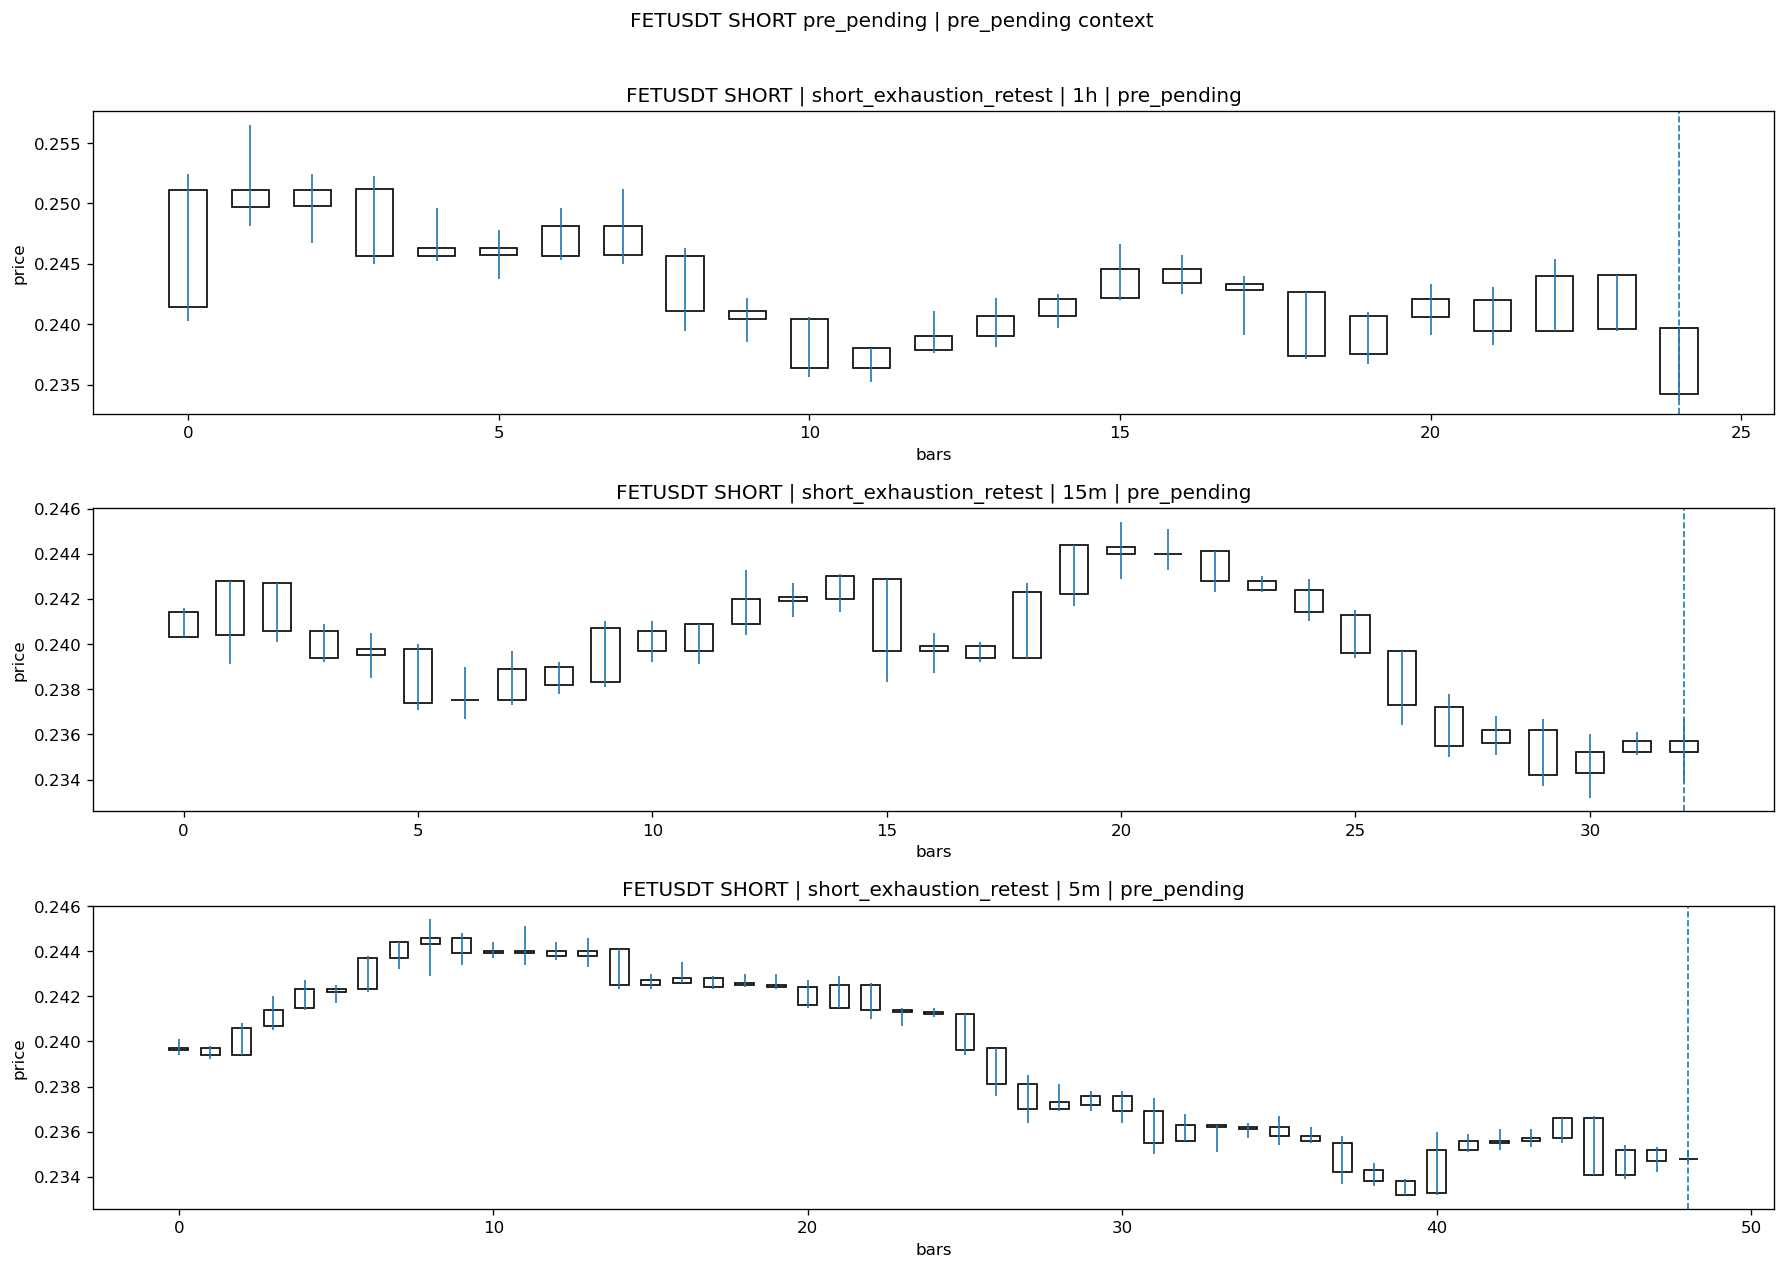 FETUSDT SHORT pre_pending | pre_pending context
FETUSDT SHORT | short_exhaustion_retest | 1h | pre_pending
0.255
0.250
0.245
0.240
0.235
price
0 5 10 15 20 25
bars
FETUSDT SHORT | short_exhaustion_retest | 15m | pre_pending
0.246
0.244
0.242
0.240
0.238
0.236
0.234
price
0 5 10 15 20 25 30
bars
FETUSDT SHORT | short_exhaustion_retest | 5m | pre_pending
0.246
0.244
0.242
0.240
0.238
0.236
0.234
price
0 10 20 30 40 50
bars